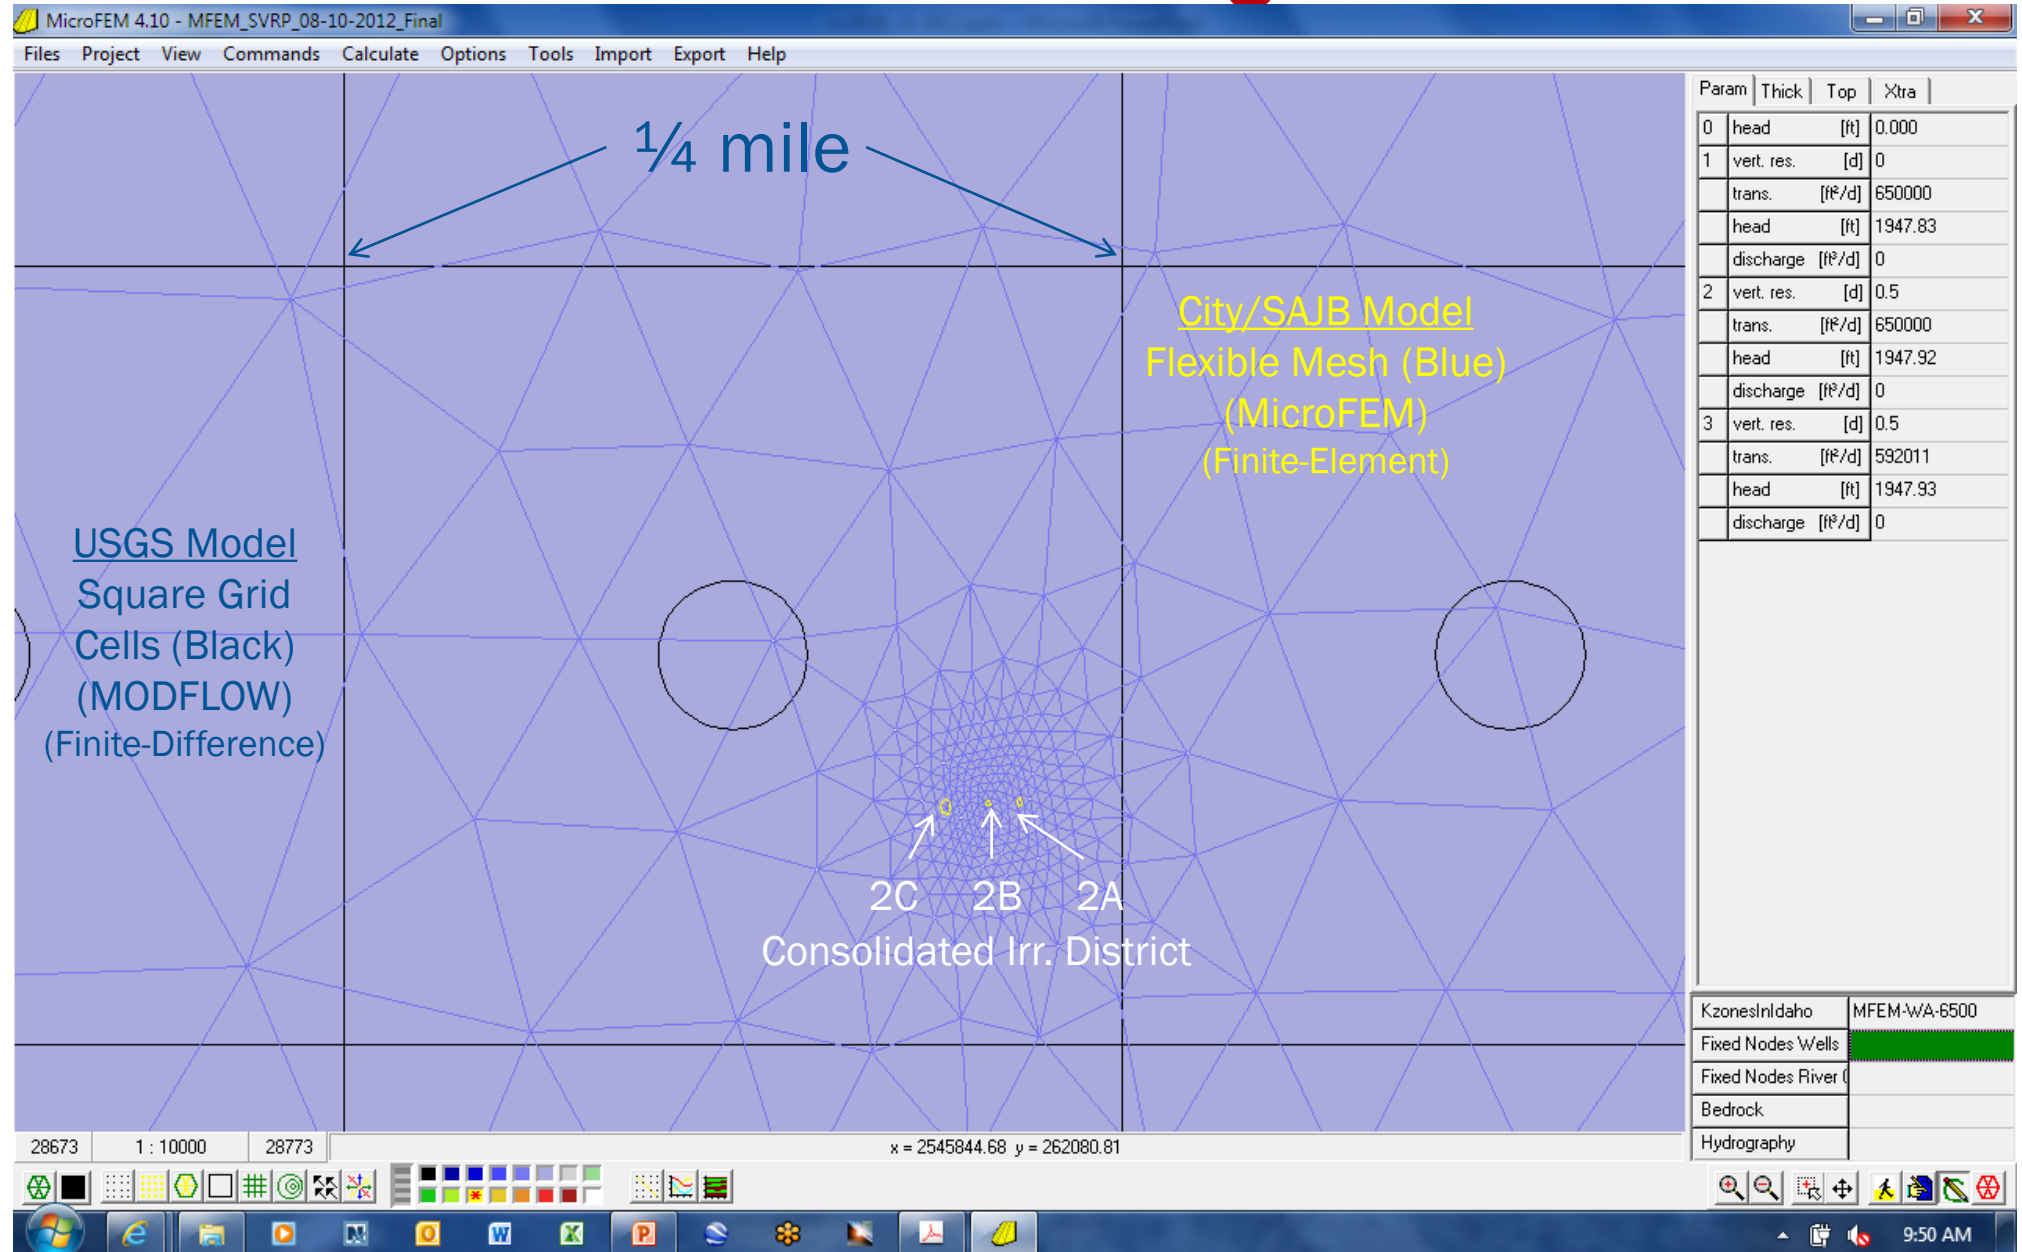 MicroFEM 4.10 - MFEM_SVRP_08-10-2012_Final
Files Project View Commands Calculate Options Tools Import Export Help
¼ mile
City/SAJB Model
Flexible Mesh (Blue)
(MicroFEM)
(Finite-Element)
USGS Model
Square Grid
Cells (Black)
(MODFLOW)
(Finite-Difference)
2C 2B 2A
Consolidated Irr. District
Param Thick Top Xtra
0 head [ft] 0.000
1 vert. res. [d] 0
trans. [ft²/d] 650000
head [ft] 1947.83
discharge [ft³/d] 0
2 vert. res. [d] 0.5
trans. [ft²/d] 650000
head [ft] 1947.92
discharge [ft³/d] 0
3 vert. res. [d] 0.5
trans. [ft²/d] 592011
head [ft] 1947.93
discharge [ft³/d] 0
KzonesInIdaho MFEM-WA-6500
Fixed Nodes Wells
Fixed Nodes River
Bedrock
Hydrography
28673 1 : 10000 28773 x = 2545844.68 y = 262080.81
9:50 AM